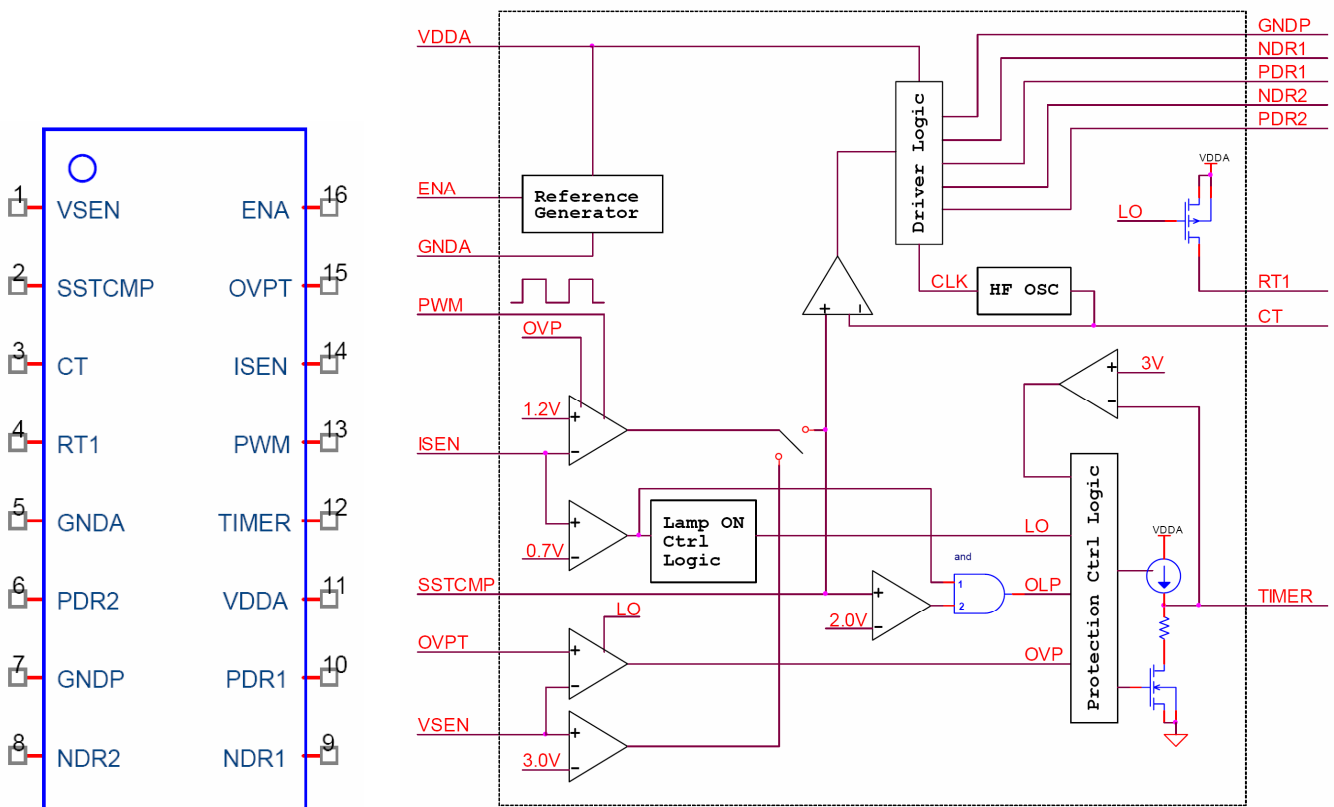 1 VSEN ENA 16
2 SSTCMP OVPT 15
3 CT ISEN 14
4 RT1 PWM 13
5 GNDA TIMER 12
6 PDR2 VDDA 11
7 GNDP PDR1 10
8 NDR2 NDR1 9
VDDA
ENA
Reference
Generator
GNDA
PWM
OVP
1.2V
+
-
ISEN
+
0.7V
-
Lamp ON
Ctrl
Logic
SSTCMP
LO
OVPT
+
-
VSEN
+
3.0V
-
Driver Logic
CLK
HF OSC
+
-
+
2.0V
-
and
1
2
LO
OLP
OVP
Protection Ctrl Logic
+
3V
-
VDDA
GNDP
NDR1
PDR1
NDR2
PDR2
VDDA
LO
RT1
CT
TIMER